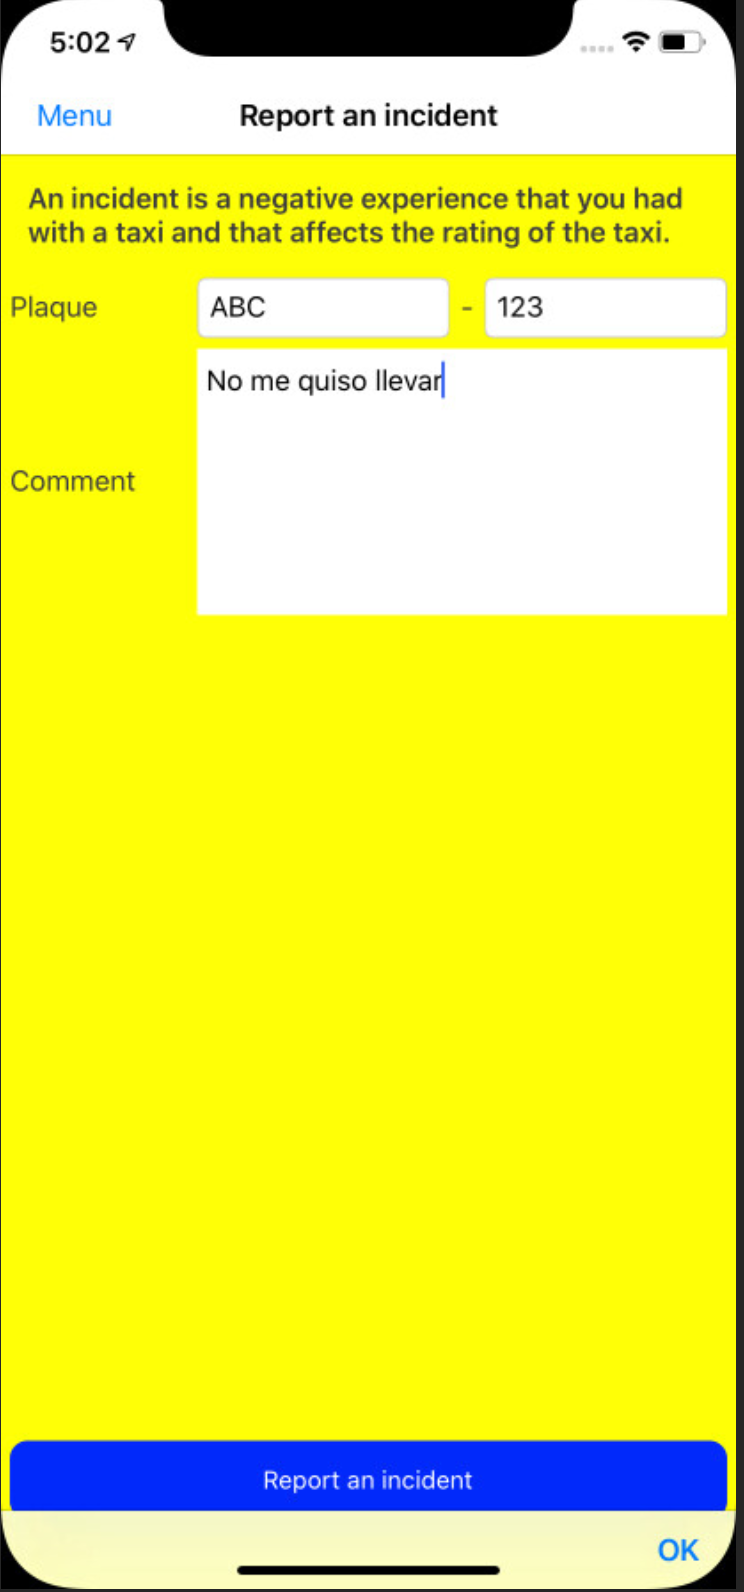 5:02
Menu Report an incident
An incident is a negative experience that you had
with a taxi and that affects the rating of the taxi.
Plaque ABC - 123
No me quiso llevar
Comment
Report an incident
OK